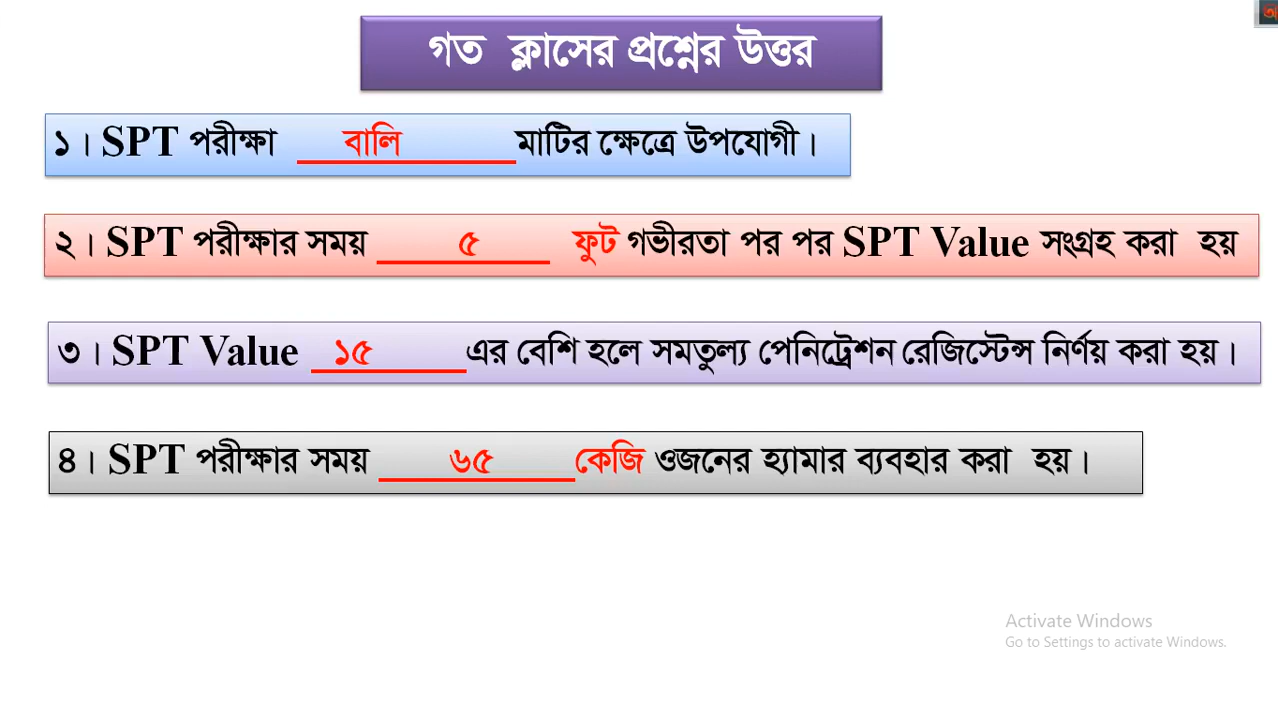 গত ক্লাসের প্রশ্নের উত্তর
১। SPT পরীক্ষা বালি মাটির ক্ষেত্রে উপযোগী।
২। SPT পরীক্ষার সময় ৫ ফুট গভীরতা পর পর SPT Value সংগ্রহ করা হয়
৩। SPT Value ১৫ এর বেশি হলে সমতুল্য পেনিট্রেশন রেজিস্টেন্স নির্ণয় করা হয়।
৪। SPT পরীক্ষার সময় ৬৫ কেজি ওজনের হ্যামার ব্যবহার করা হয়।
Activate Windows
Go to Settings to activate Windows.